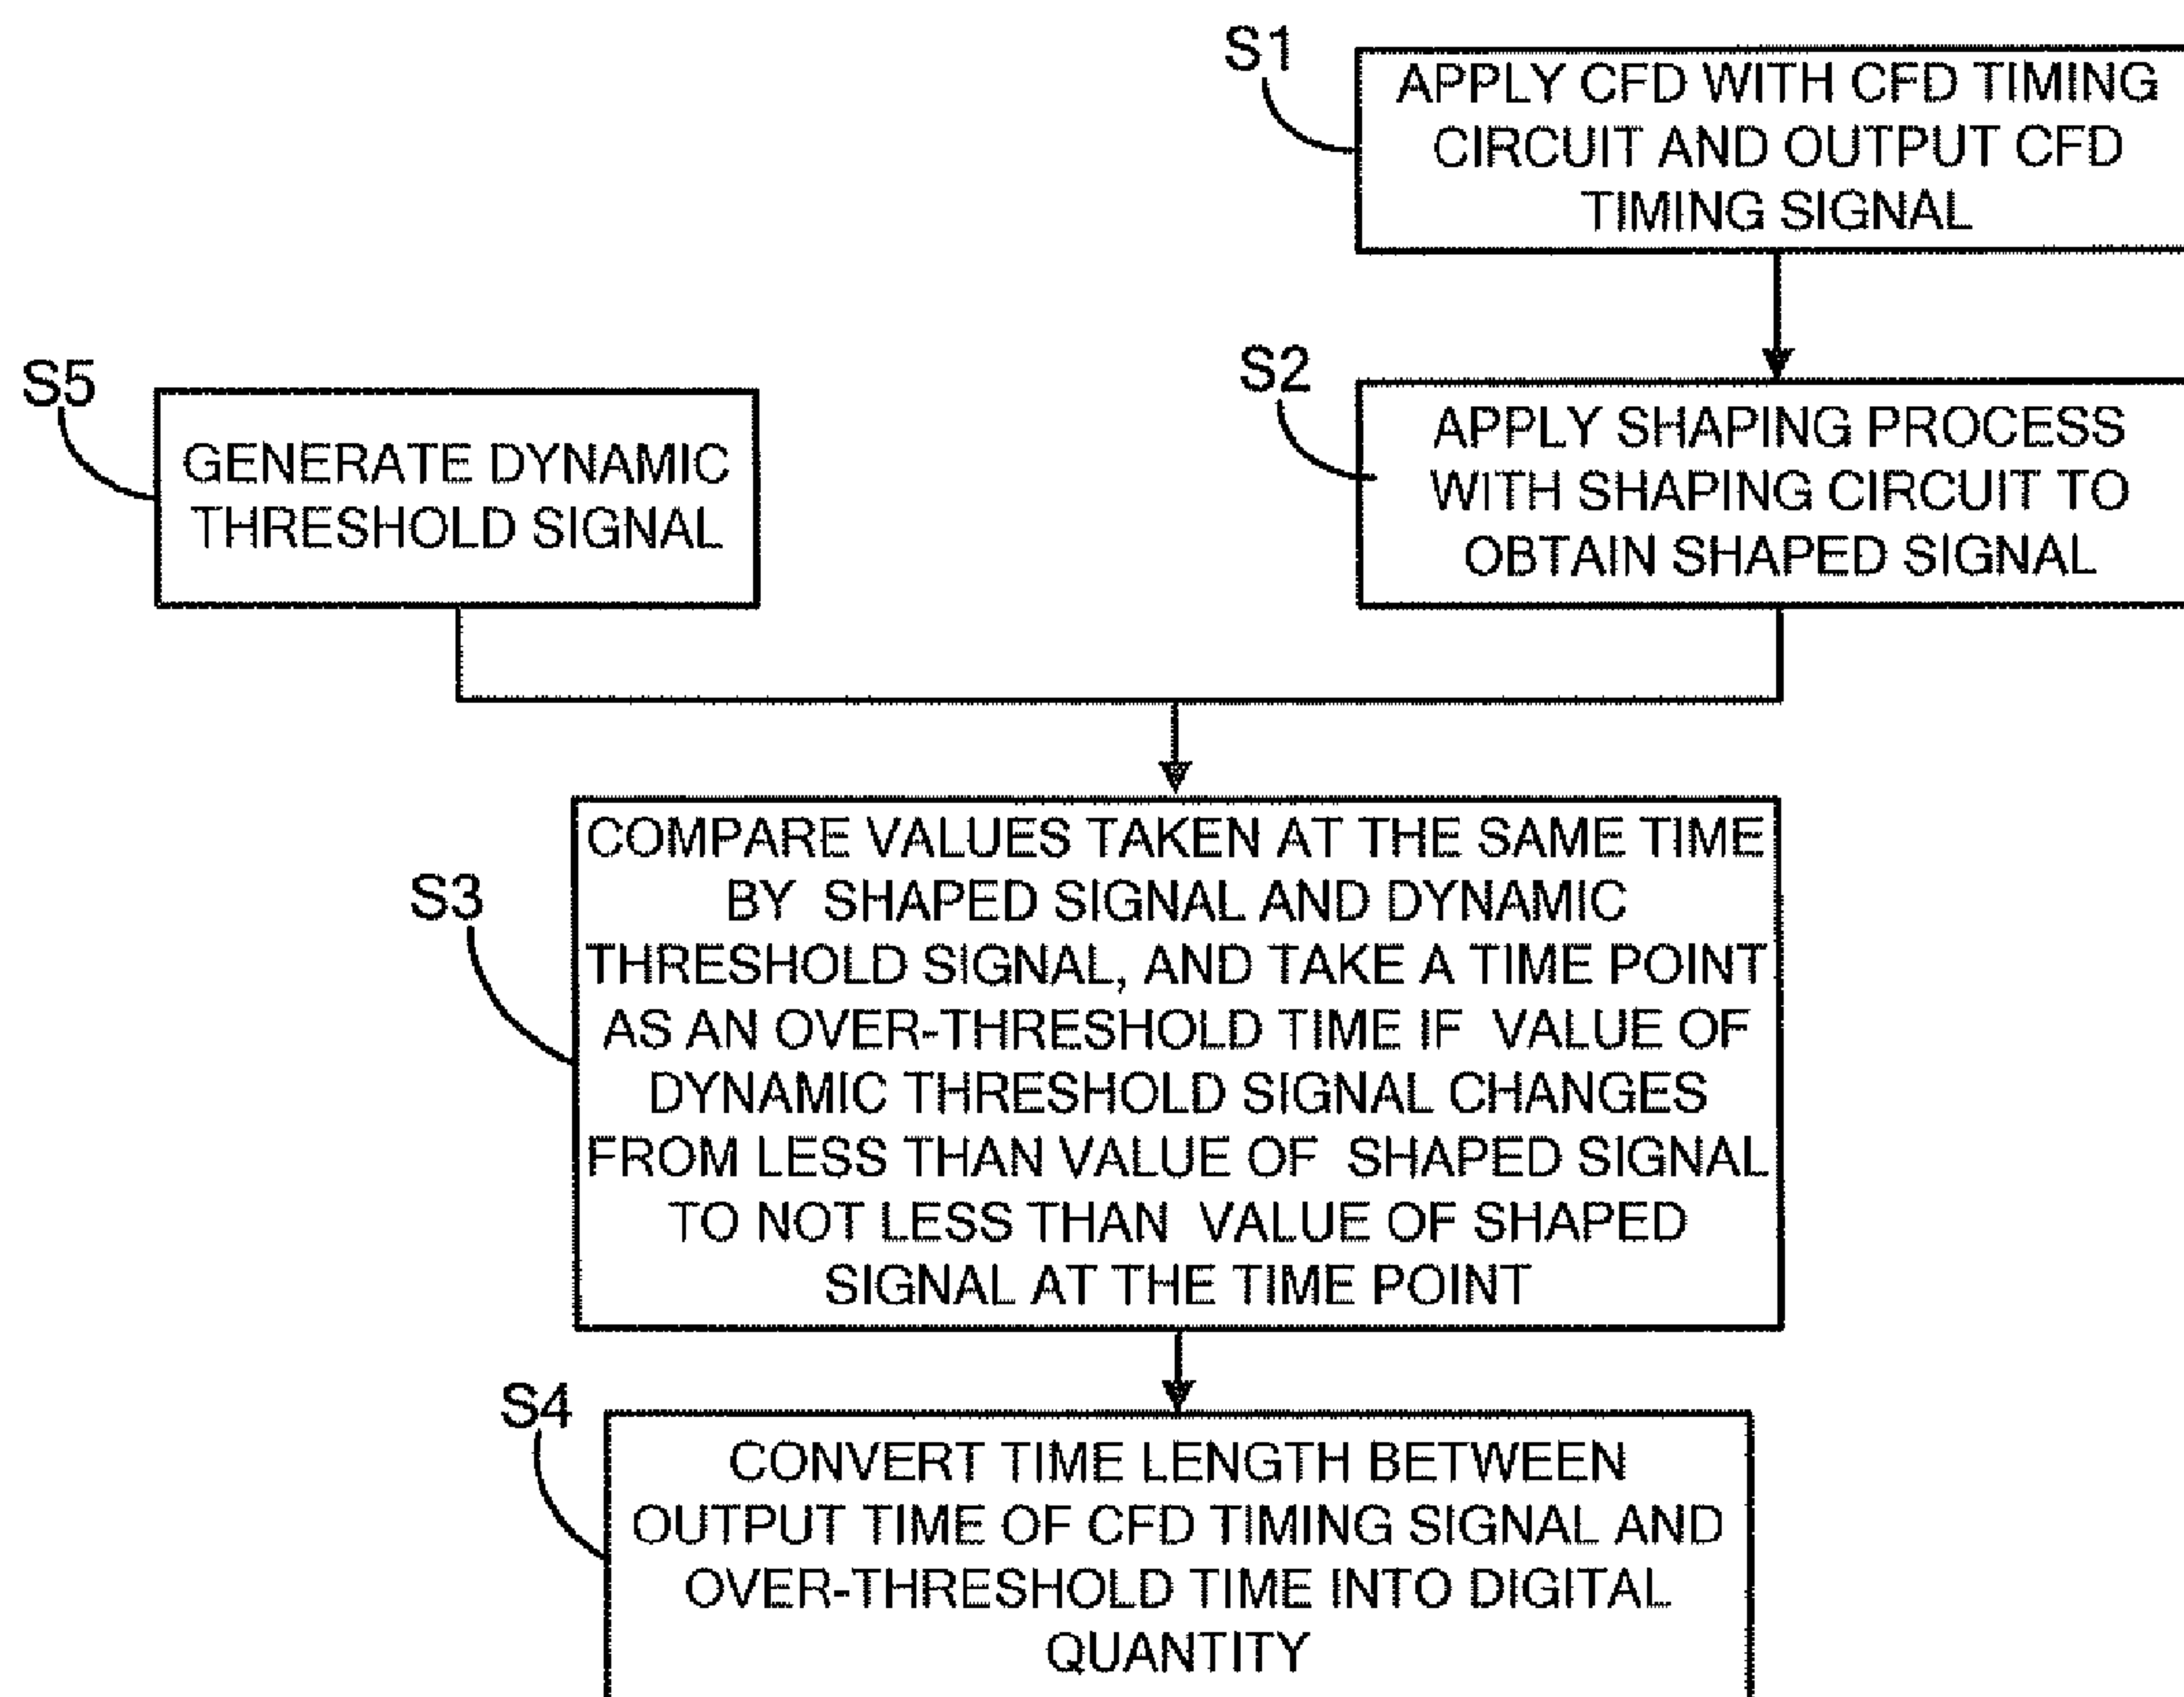 S1
APPLY CFD WITH CFD TIMING
CIRCUIT AND OUTPUT CFD
TIMING SIGNAL
S2
APPLY SHAPING PROCESS
WITH SHAPING CIRCUIT TO
OBTAIN SHAPED SIGNAL
S5
GENERATE DYNAMIC
THRESHOLD SIGNAL
S3
COMPARE VALUES TAKEN AT THE SAME TIME
BY SHAPED SIGNAL AND DYNAMIC
THRESHOLD SIGNAL, AND TAKE A TIME POINT
AS AN OVER-THRESHOLD TIME IF VALUE OF
DYNAMIC THRESHOLD SIGNAL CHANGES
FROM LESS THAN VALUE OF SHAPED SIGNAL
TO NOT LESS THAN VALUE OF SHAPED
SIGNAL AT THE TIME POINT
S4
CONVERT TIME LENGTH BETWEEN
OUTPUT TIME OF CFD TIMING SIGNAL AND
OVER-THRESHOLD TIME INTO DIGITAL
QUANTITY